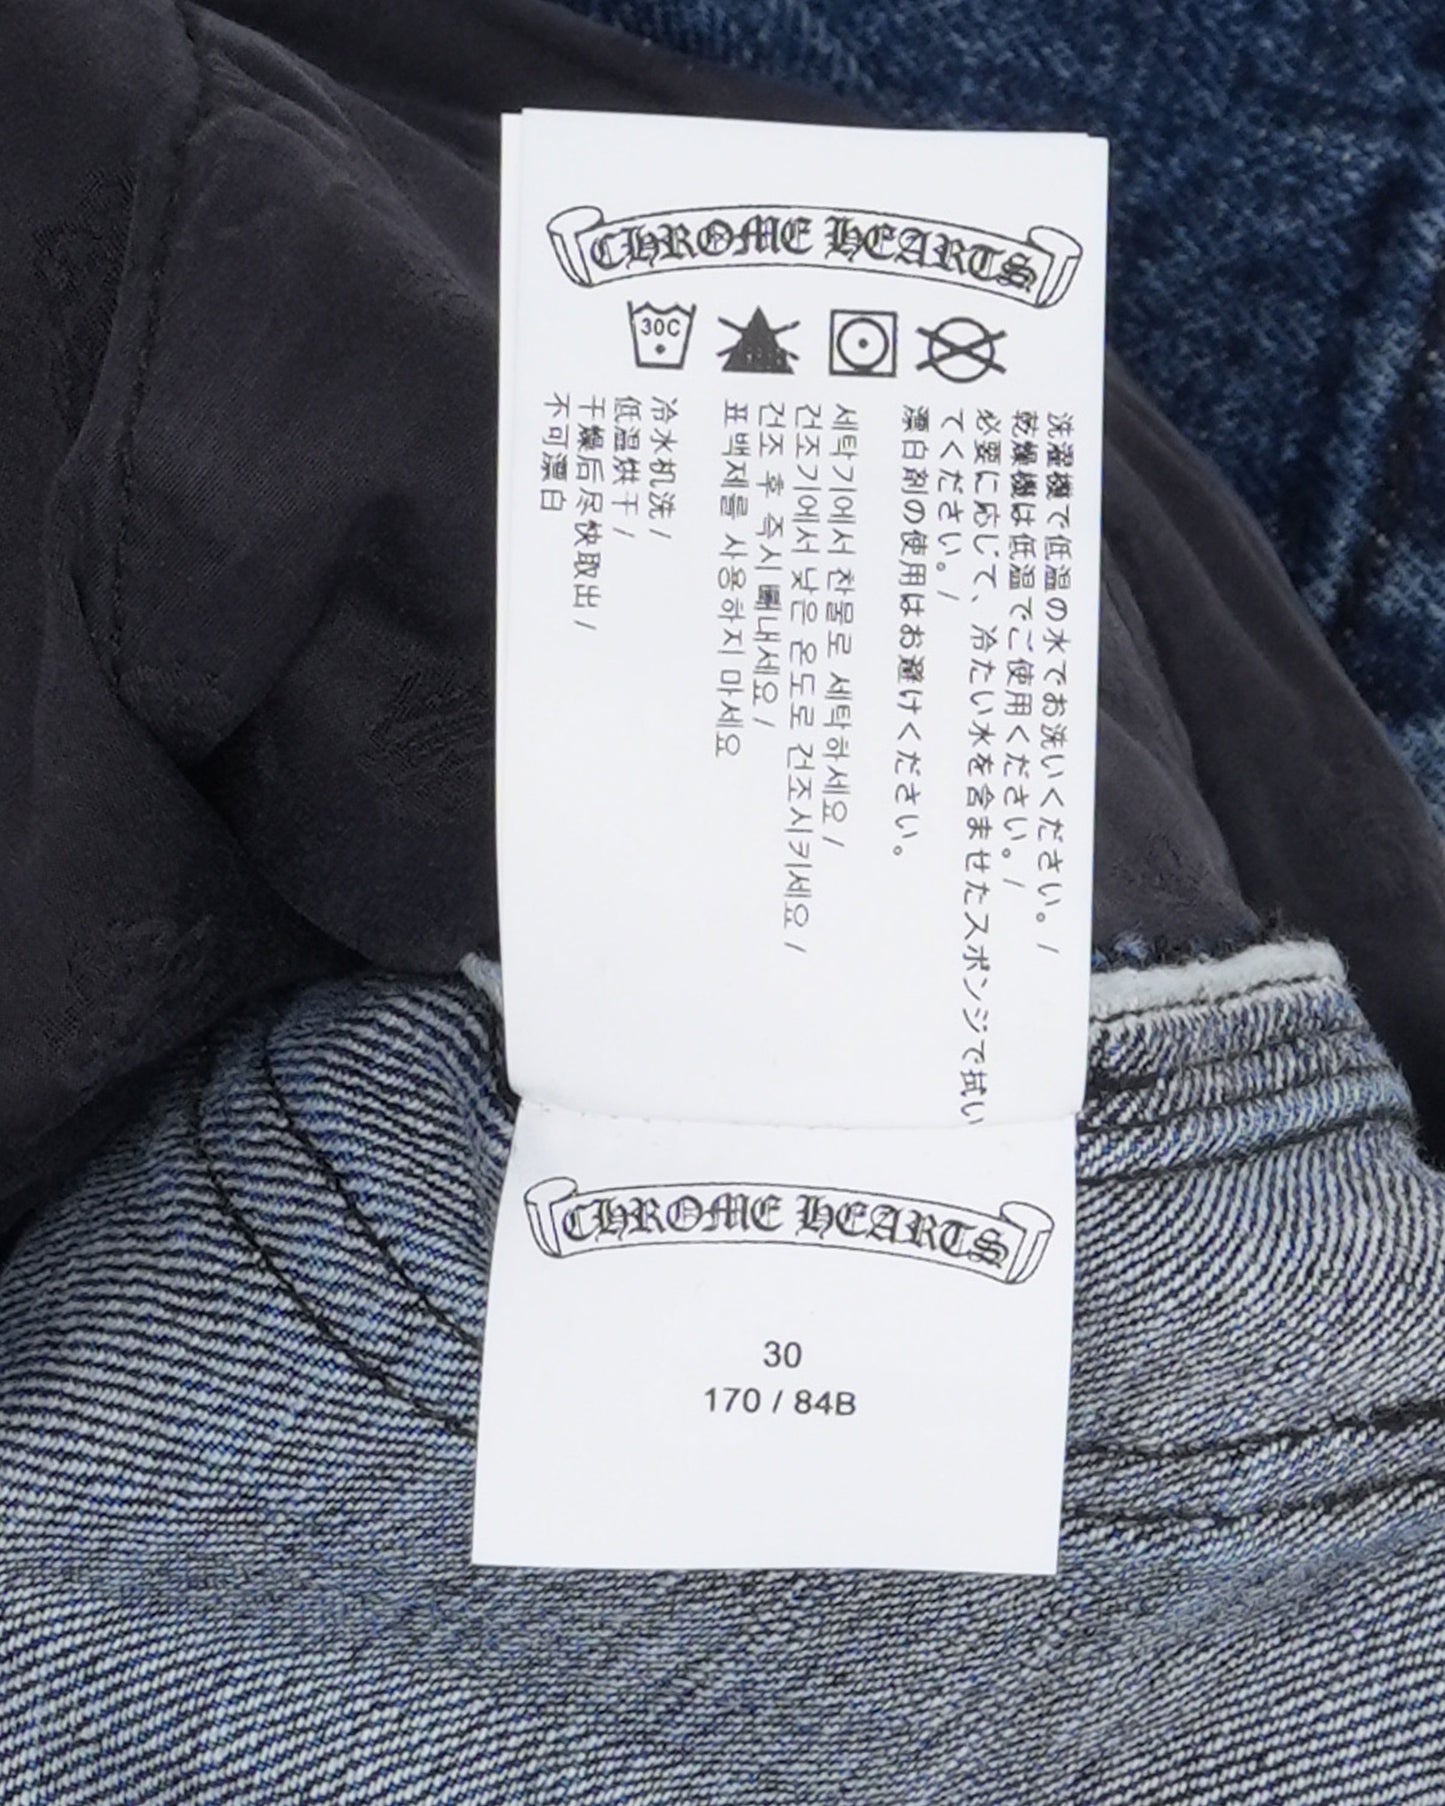 CHROME HEARTS
30C
洗濯機で低温の水でお洗いください。/
乾燥機は低温でご使用ください。/
必要に応じて、冷たい水を含ませたスポンジで拭い
てください。/
漂白剤の使用はお避けください。
세탁기에서 찬물로 세탁하세요/
건조기에서 낮은 온도로 건조시키세요/
건조 후 즉시 빼내세요/
표백제를 사용하지 마세요
冷水机洗/
低温烘干/
干燥后尽快取出/
不可漂白
CHROME HEARTS
30
170 / 84B